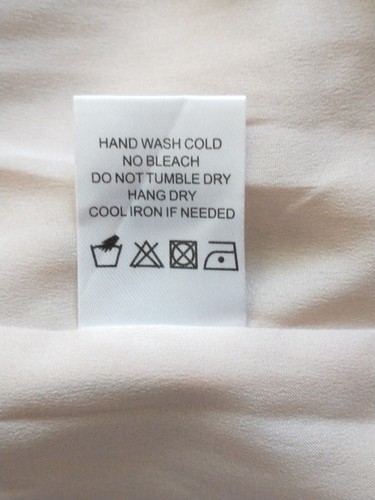 HAND WASH COLD
NO BLEACH
DO NOT TUMBLE DRY
HANG DRY
COOL IRON IF NEEDED